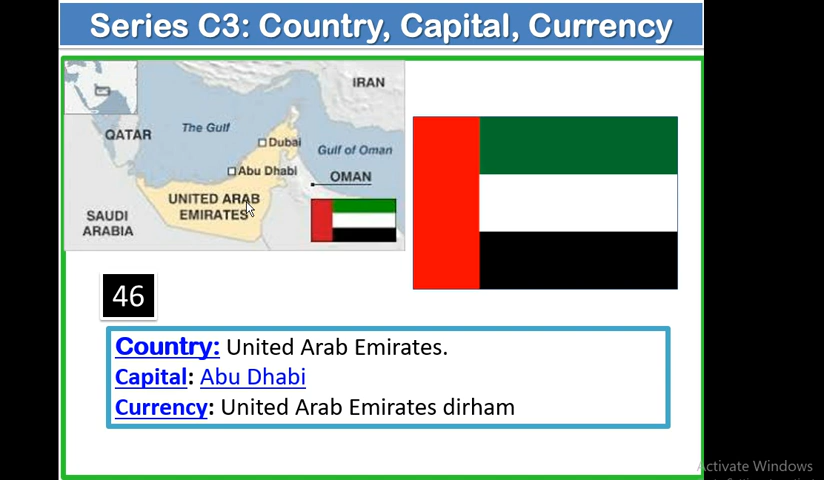 Series C3: Country, Capital, Currency
IRAN
QATAR
The Gulf
Dubai
Gulf of Oman
Abu Dhabi
OMAN
UNITED ARAB
EMIRATES
SAUDI
ARABIA
46
Country: United Arab Emirates.
Capital: Abu Dhabi
Currency: United Arab Emirates dirham
Activate Windows